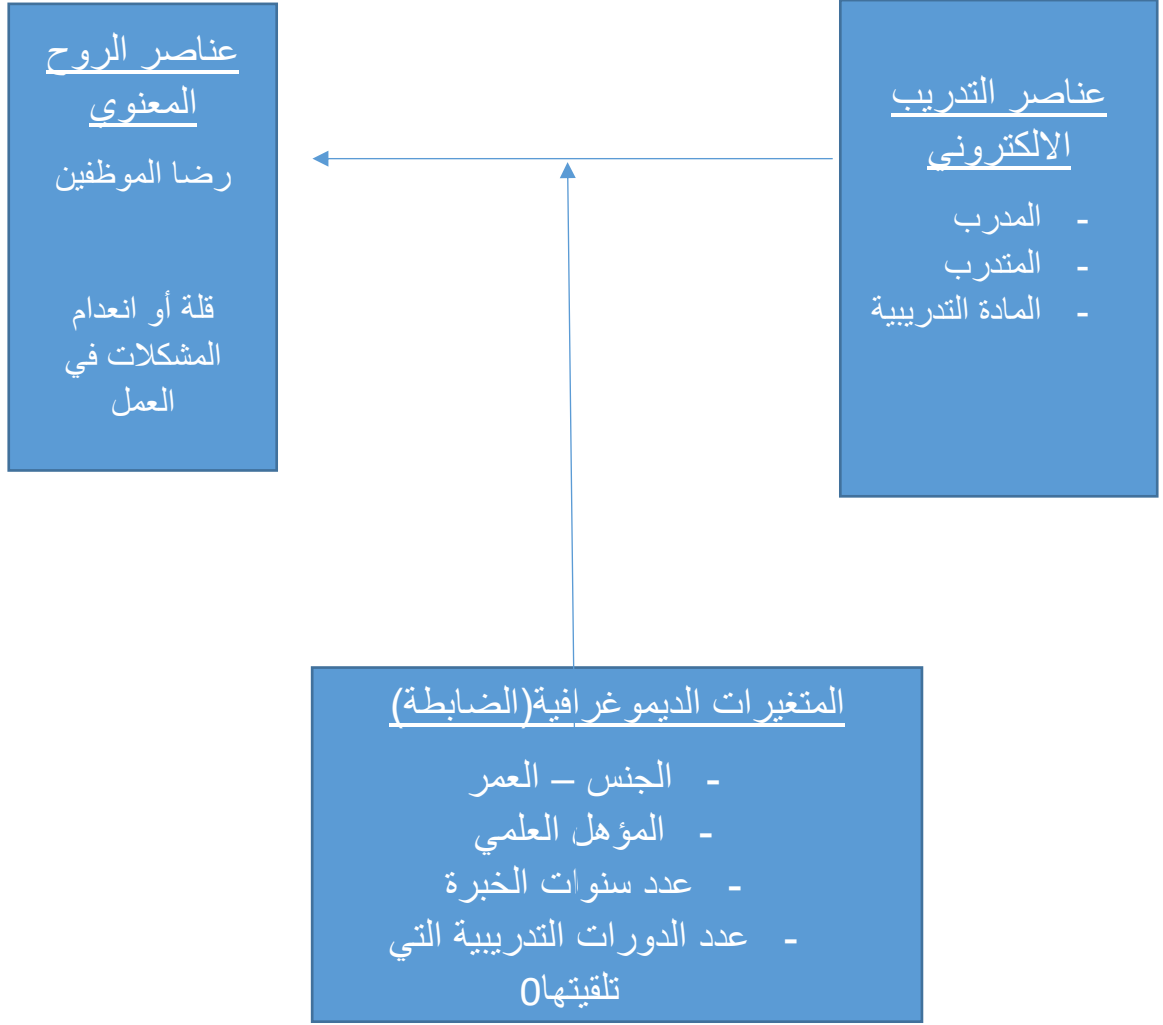 عناصر التدريب
الالكتروني
- المدرب
- المتدرب
- المادة التدريبية
عناصر الروح
المعنوي
رضا الموظفين
قلة أو انعدام
المشكلات في
العمل
المتغيرات الديموغرافية(الضابطة)
- الجنس – العمر
- المؤهل العلمي
- عدد سنوات الخبرة
- عدد الدورات التدريبية التي
تلقيتها0